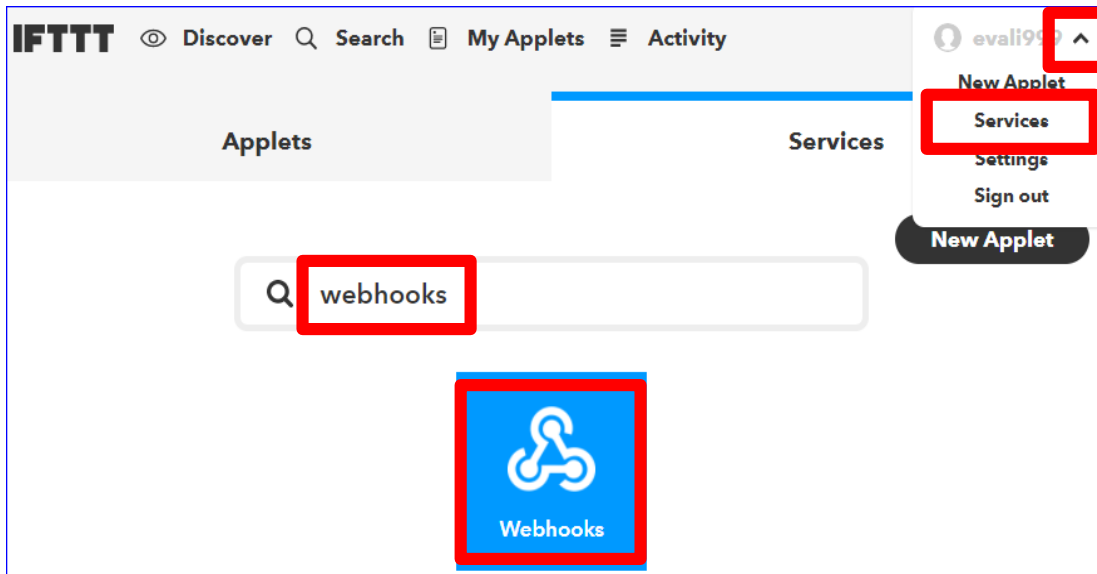 IFTTT Discover Search My Applets Activity evali999
New Applet
Services
Settings
Sign out
Applets Services
New Applet
webhooks
Webhooks